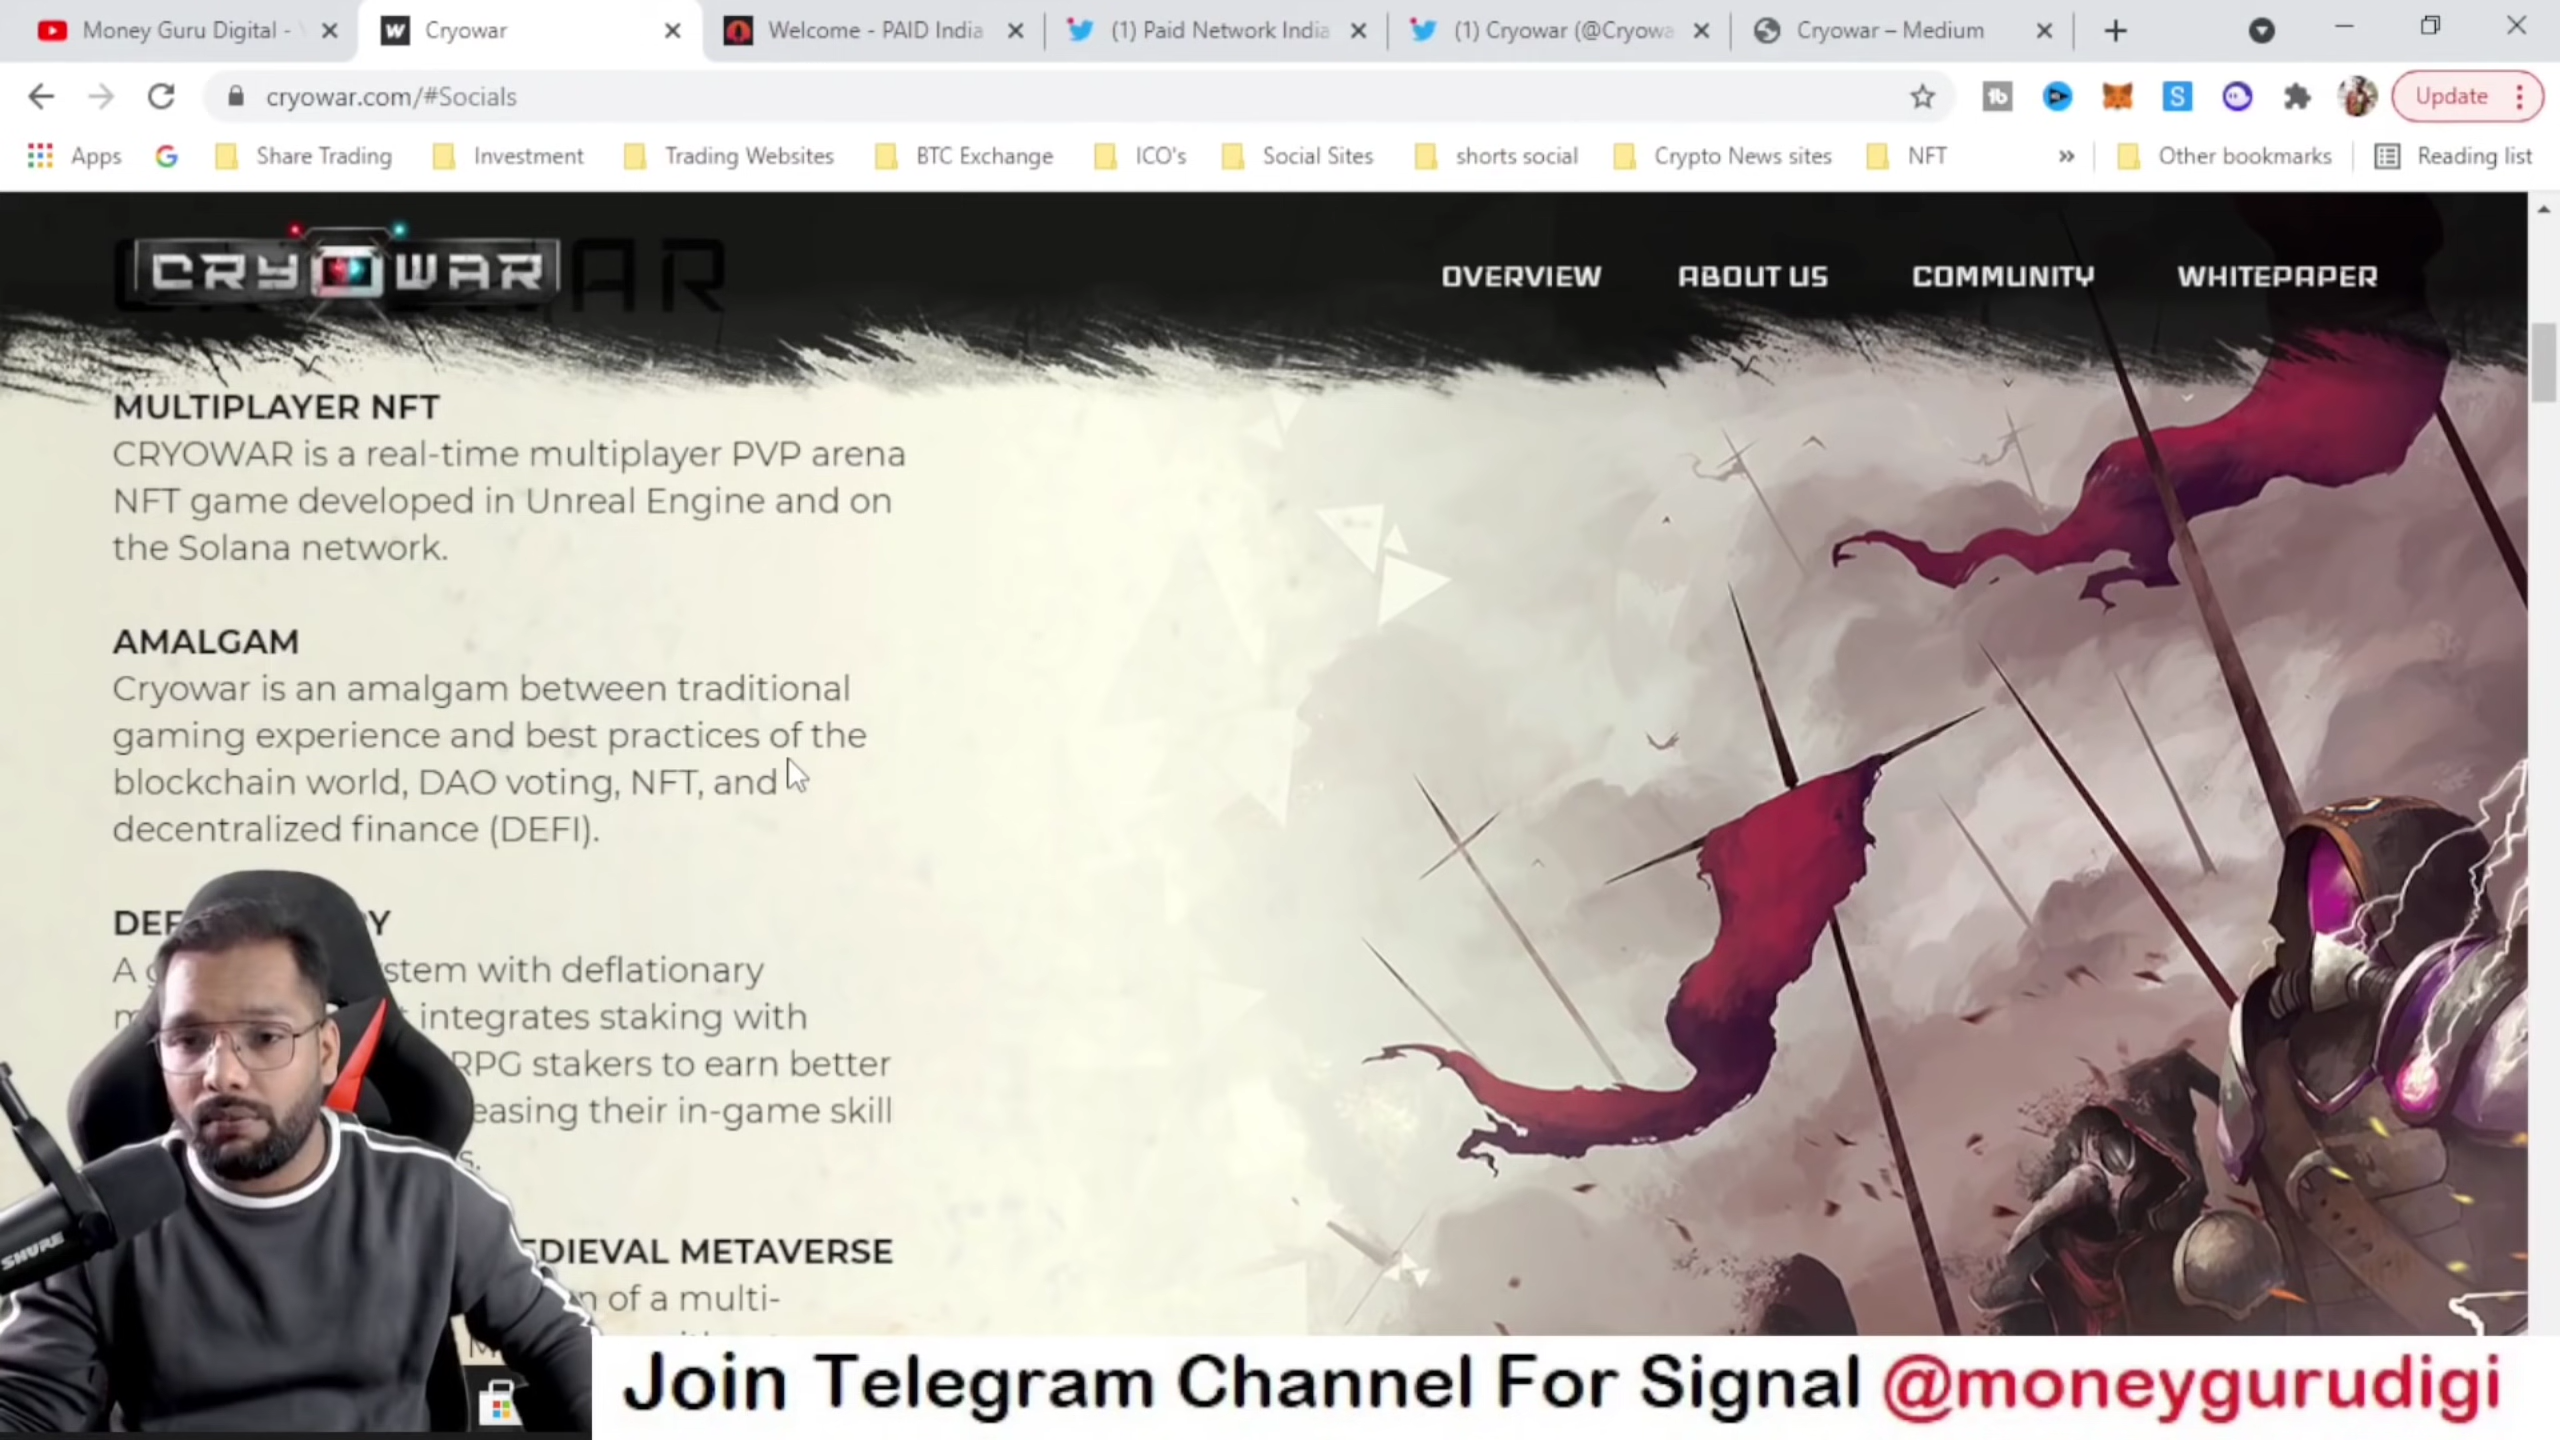 Money Guru Digital -
Cryowar
Welcome - PAID India
(1) Paid Network India
(1) Cryowar (@Cryowa
Cryowar – Medium
cryowar.com/#Socials
Update
Apps
Share Trading
Investment
Trading Websites
BTC Exchange
ICO's
Social Sites
shorts social
Crypto News sites
NFT
»
Other bookmarks
Reading list
CRYOWAR
OVERVIEW
ABOUT US
COMMUNITY
WHITEPAPER
MULTIPLAYER NFT
CRYOWAR is a real-time multiplayer PVP arena
NFT game developed in Unreal Engine and on
the Solana network.
AMALGAM
Cryowar is an amalgam between traditional
gaming experience and best practices of the
blockchain world, DAO voting, NFT, and
decentralized finance (DEFI).
A
with deflationary
integrates staking with
RPG stakers to earn better
their in-game skill
METAVERSE
of a multi-
SHURE
Join Telegram Channel For Signal @moneygurudigi